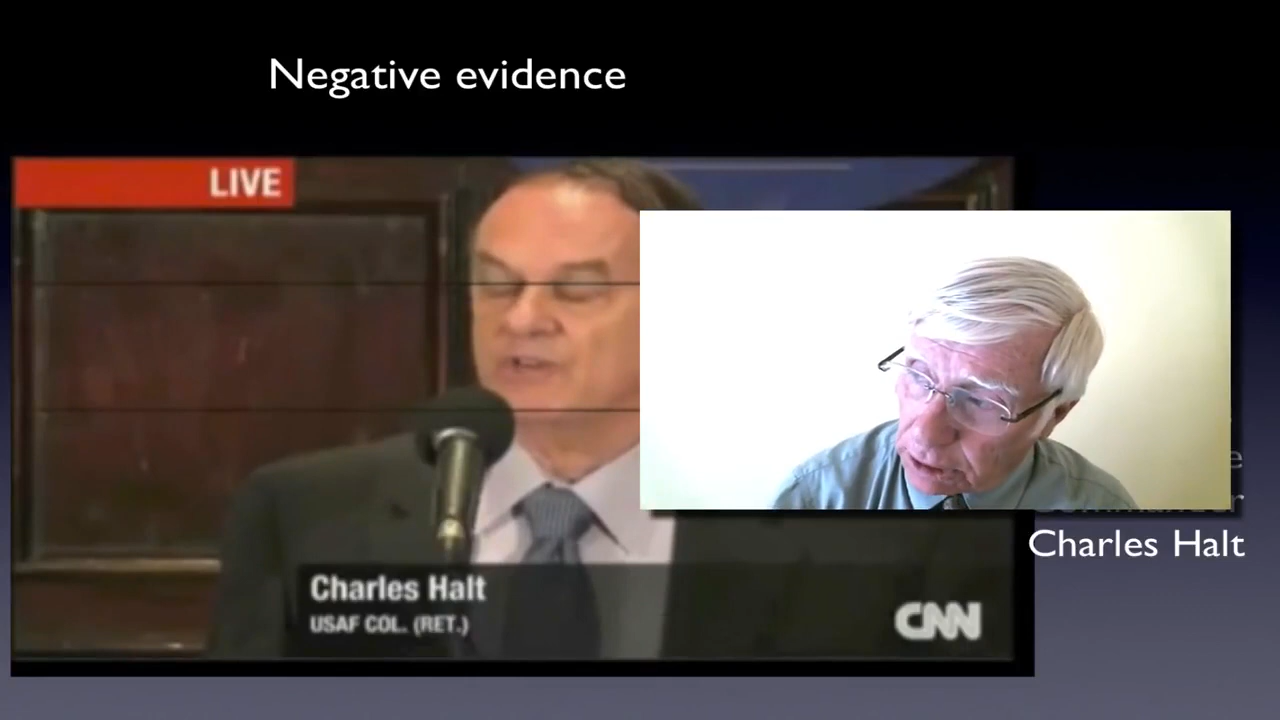 Negative evidence
LIVE
Charles Halt
USAF COL. (RET.)
CNN
Charles Halt